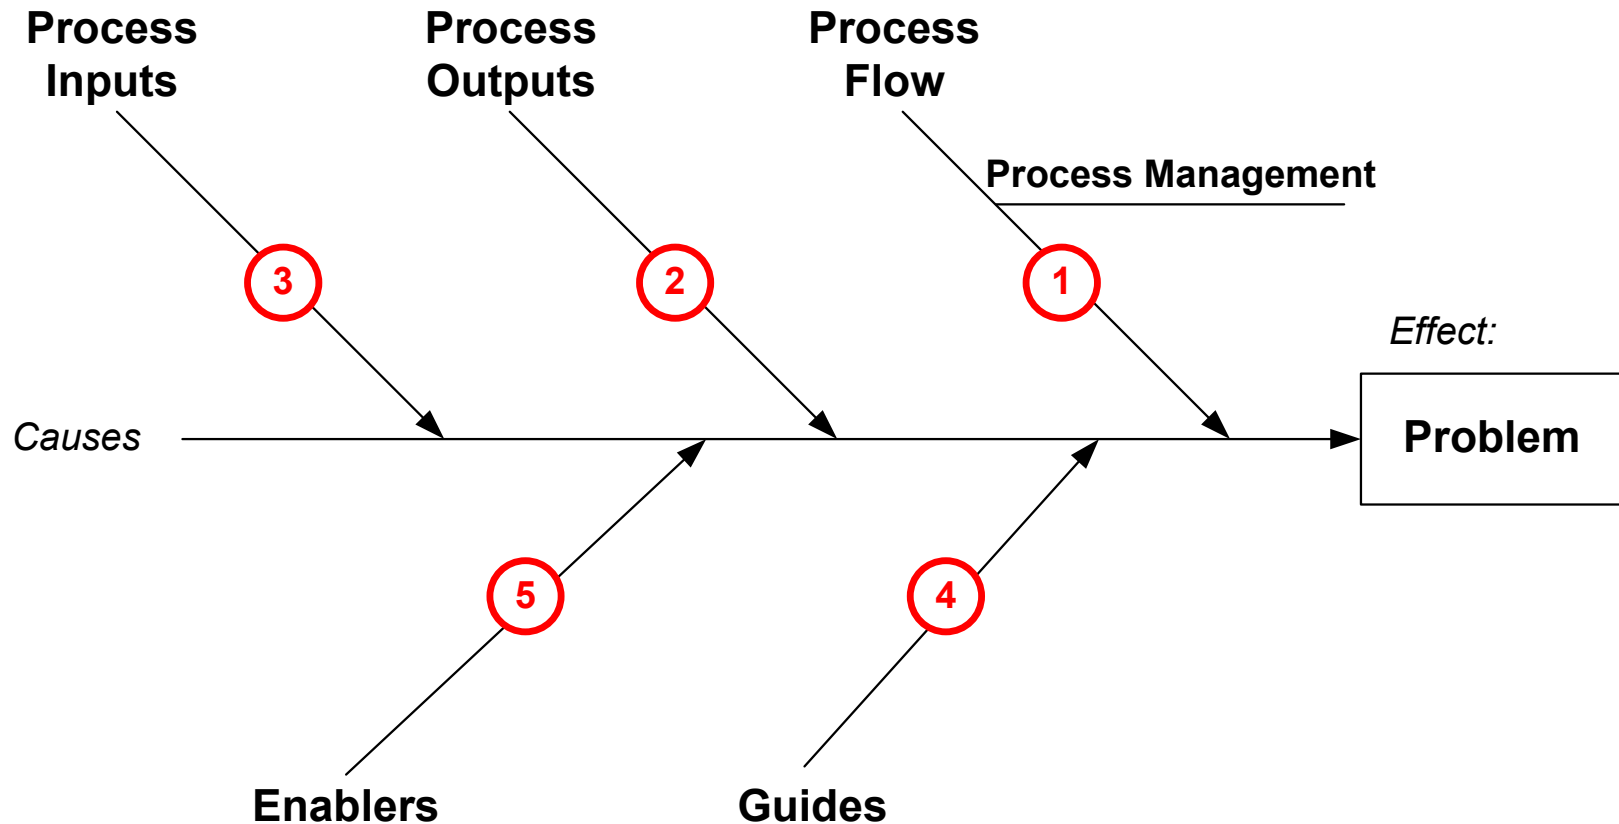 Process
Inputs
Process
Outputs
Process
Flow
Process Management
3
2
1
Effect:
Causes
Problem
5
4
Enablers
Guides